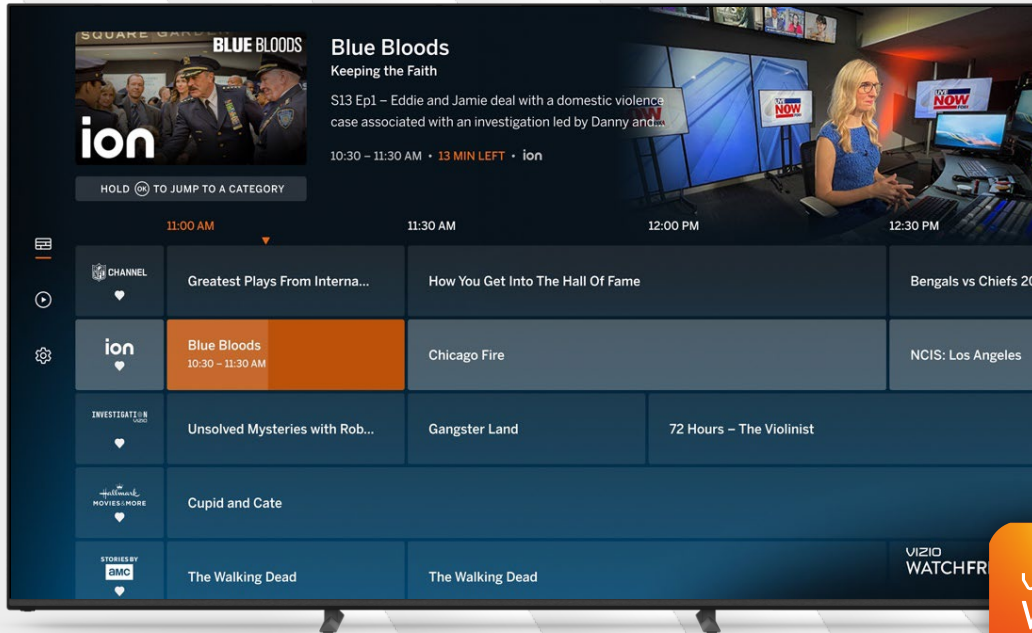 SQUARE GARDEN
BLUE BLOODS
ion
HOLD OK TO JUMP TO A CATEGORY
Blue Bloods
Keeping the Faith
S13 Ep1 – Eddie and Jamie deal with a domestic violence
case associated with an investigation led by Danny and...
10:30 – 11:30 AM • 13 MIN LEFT • ion
LIVE NOW
NOW
11:00 AM 11:30 AM 12:00 PM 12:30 PM
NFL CHANNEL Greatest Plays From Interna... How You Get Into The Hall Of Fame Bengals vs Chiefs 20
ion Blue Bloods Chicago Fire NCIS: Los Angeles
10:30 – 11:30 AM
INVESTIGATION
VIZIO
Unsolved Mysteries with Rob... Gangster Land 72 Hours – The Violinist
Hallmark
MOVIES & MORE
Cupid and Cate
STORIES BY
aMC
The Walking Dead The Walking Dead
VIZIO
WATCHFR